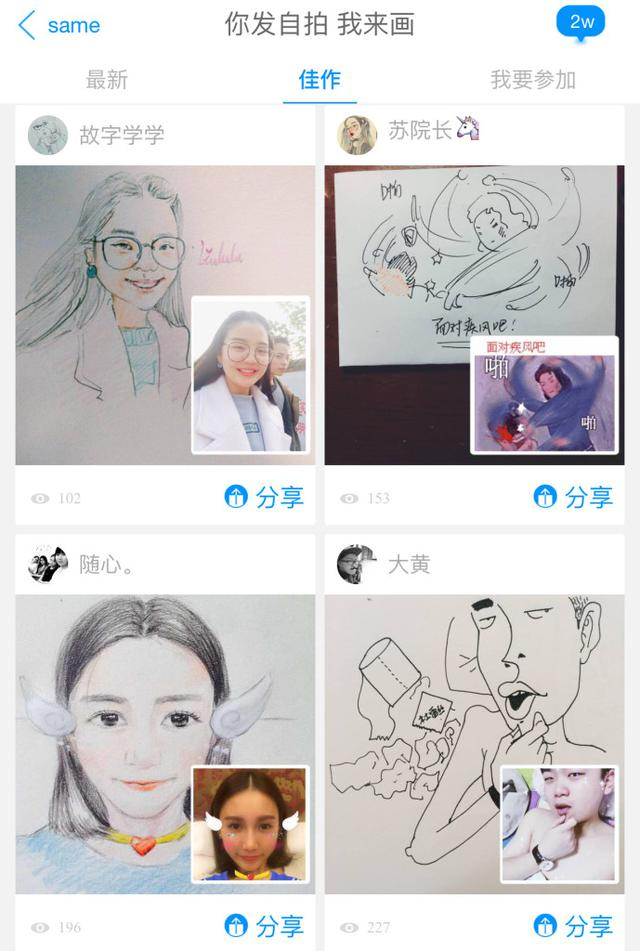 same
你发自拍 我来画
2w
最新
佳作
我要参加
故字学学
苏院长
Liululu
啪
啪
面对疾风吧！
面对疾风吧
啪
啪
102
分享
153
分享
随心。
大黄
196
分享
227
分享